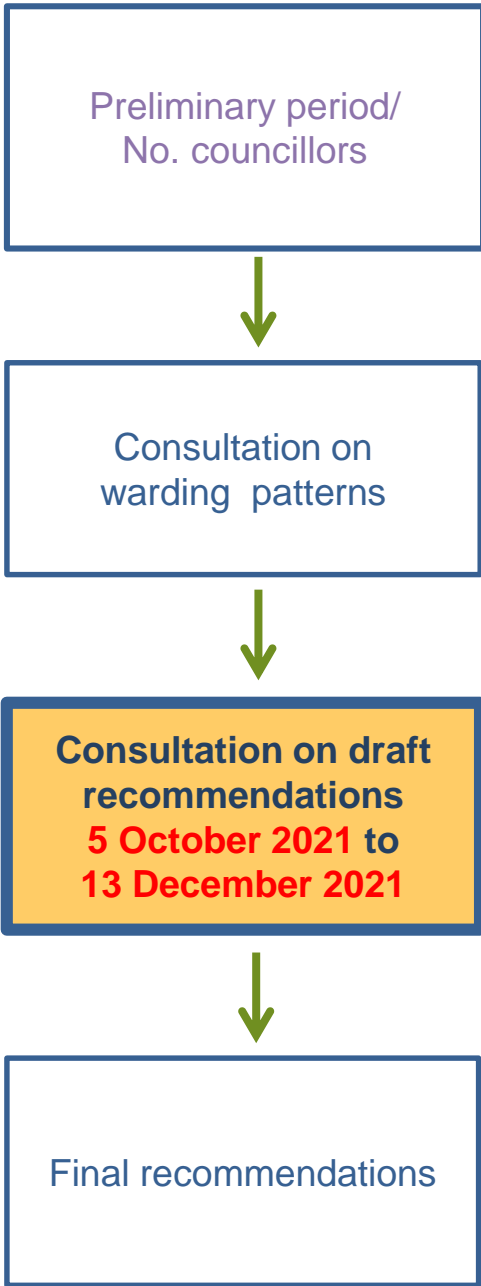 Preliminary period/
No. councillors
Consultation on
warding patterns
Consultation on draft
recommendations
5 October 2021 to
13 December 2021
Final recommendations